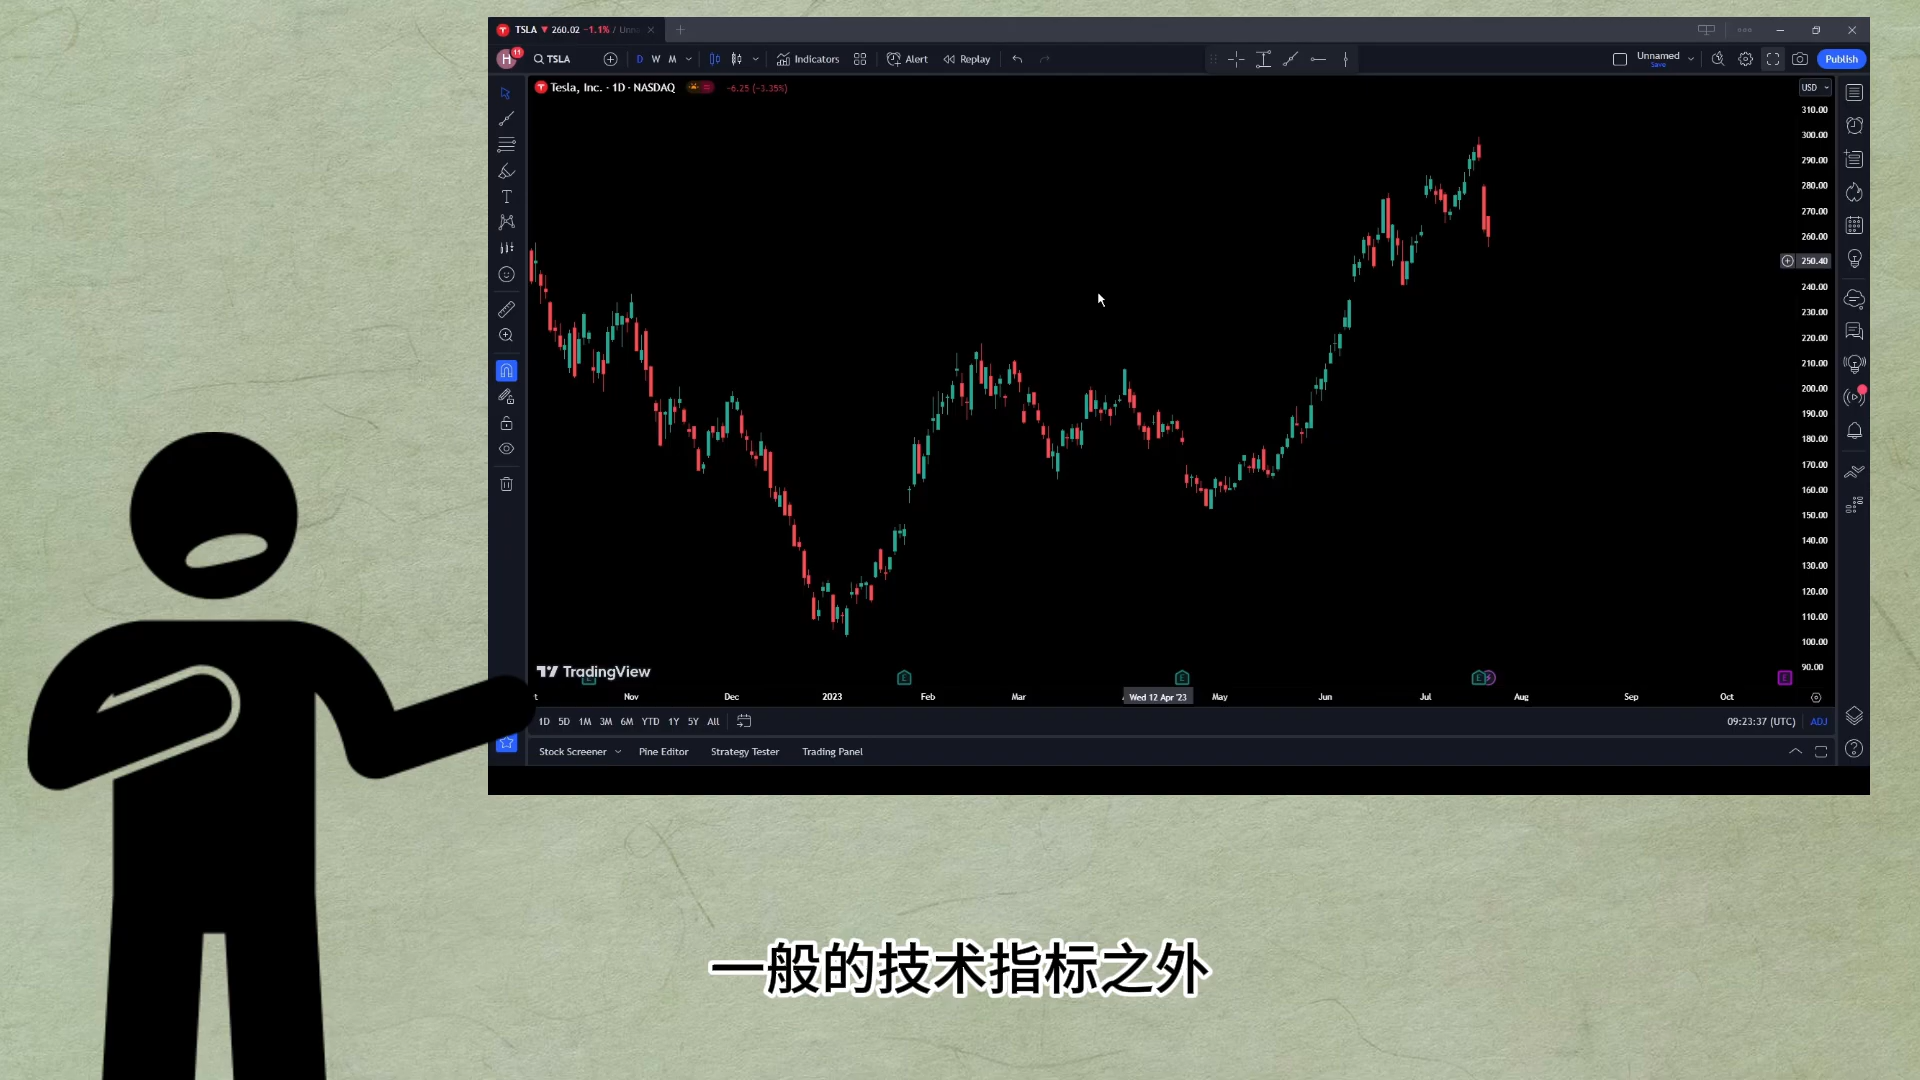 TSLA ▼ 260.02 −1.1% / Unn
H 11 TSLA D W M Indicators Alert Replay Unnamed Save Publish
Tesla, Inc. · 1D · NASDAQ −6.25 (−3.35%) USD
310.00
300.00
290.00
280.00
270.00
260.00
250.40
240.00
230.00
220.00
210.00
200.00
190.00
180.00
170.00
160.00
150.00
140.00
130.00
120.00
110.00
100.00
90.00
TradingView
E E E E
Nov Dec 2023 Feb Mar Wed 12 Apr '23 May Jun Jul Aug Sep Oct
1D 5D 1M 3M 6M YTD 1Y 5Y All 09:23:37 (UTC) ADJ
Stock Screener Pine Editor Strategy Tester Trading Panel
一般的技术指标之外